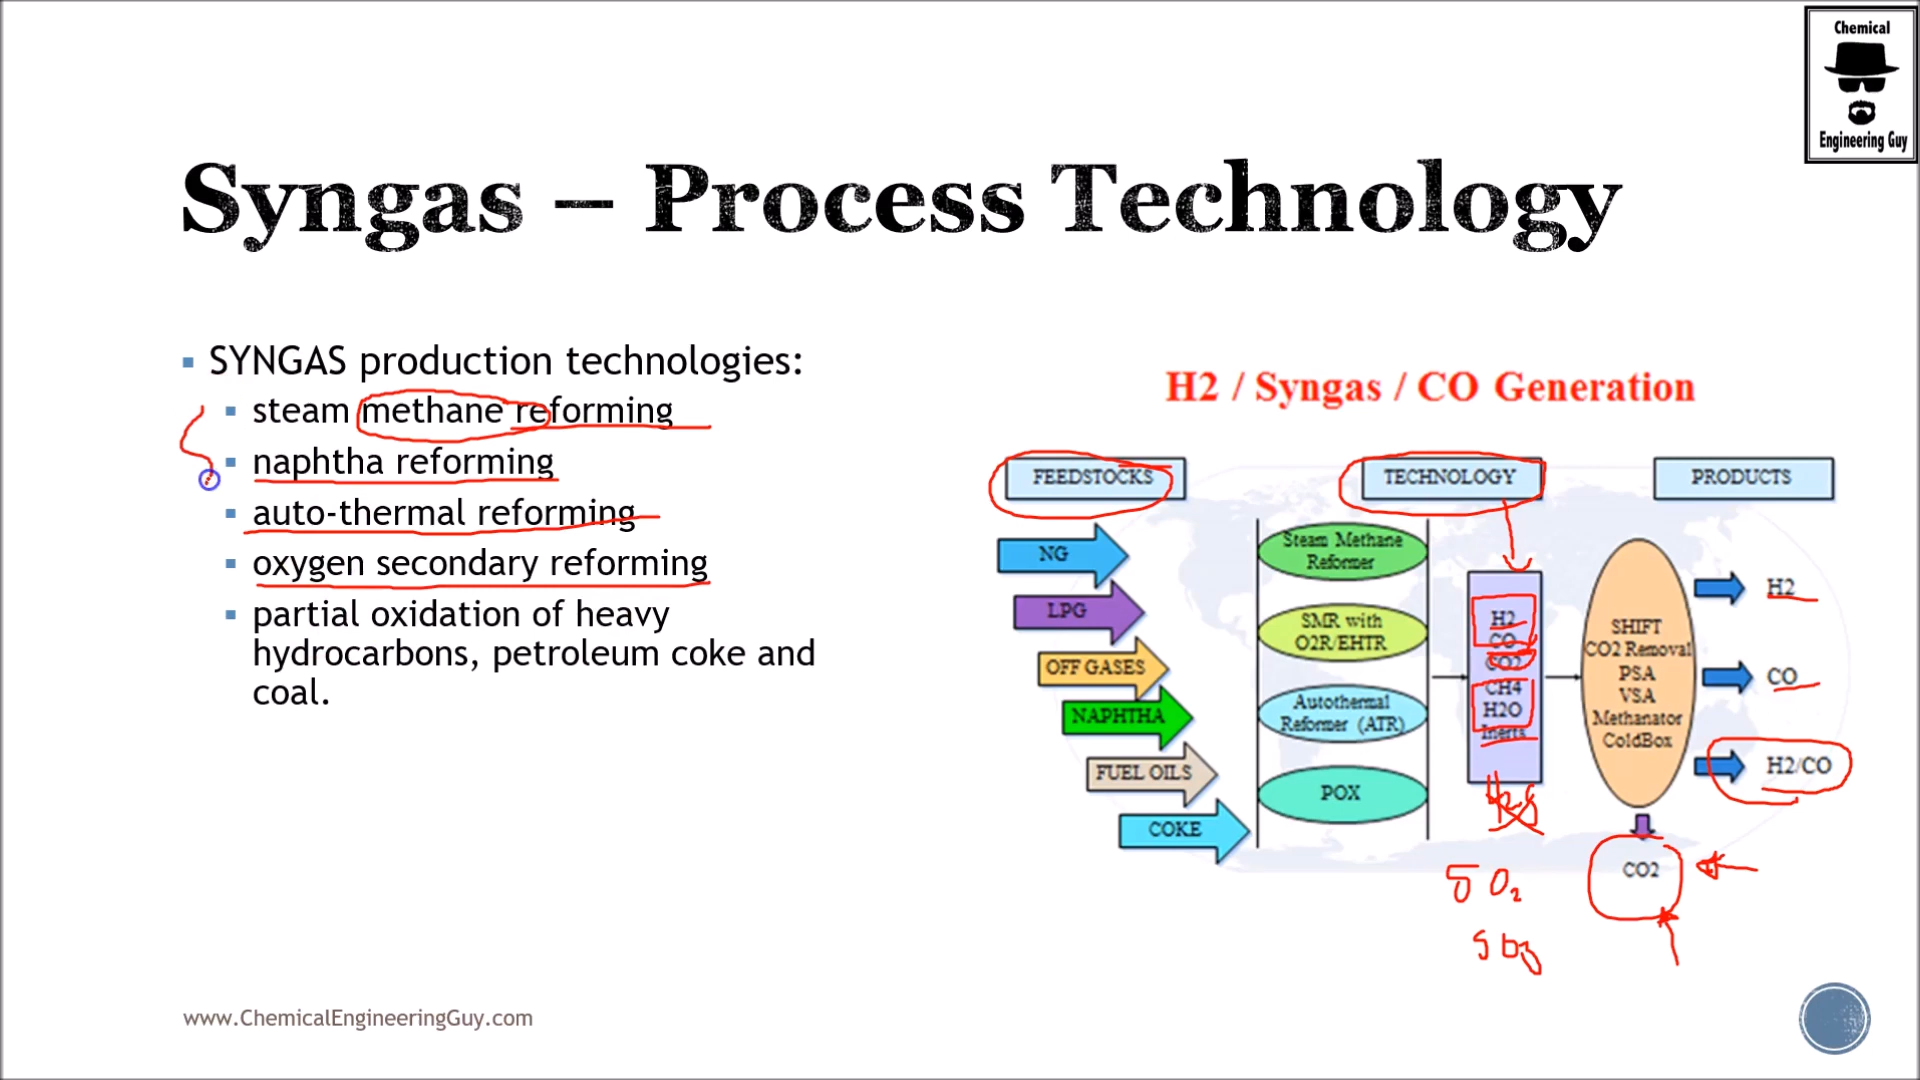 Chemical
Engineering Guy
Syngas – Process Technology
SYNGAS production technologies:
steam methane reforming
naphtha reforming
auto-thermal reforming
oxygen secondary reforming
partial oxidation of heavy
hydrocarbons, petroleum coke and
coal.
H2 / Syngas / CO Generation
FEEDSTOCKS
TECHNOLOGY
PRODUCTS
NG
LPG
OFF GASES
NAPHTHA
FUEL OILS
COKE
Steam Methane
Reformer
SMR with
O2R/EHTR
Autothermal
Reformer (ATR)
POX
H2
CO
CO2
CH4
H2O
Inerts
SHIFT
CO2 Removal
PSA
VSA
Methanator
ColdBox
H2
CO
H2/CO
CO2
www.ChemicalEngineeringGuy.com